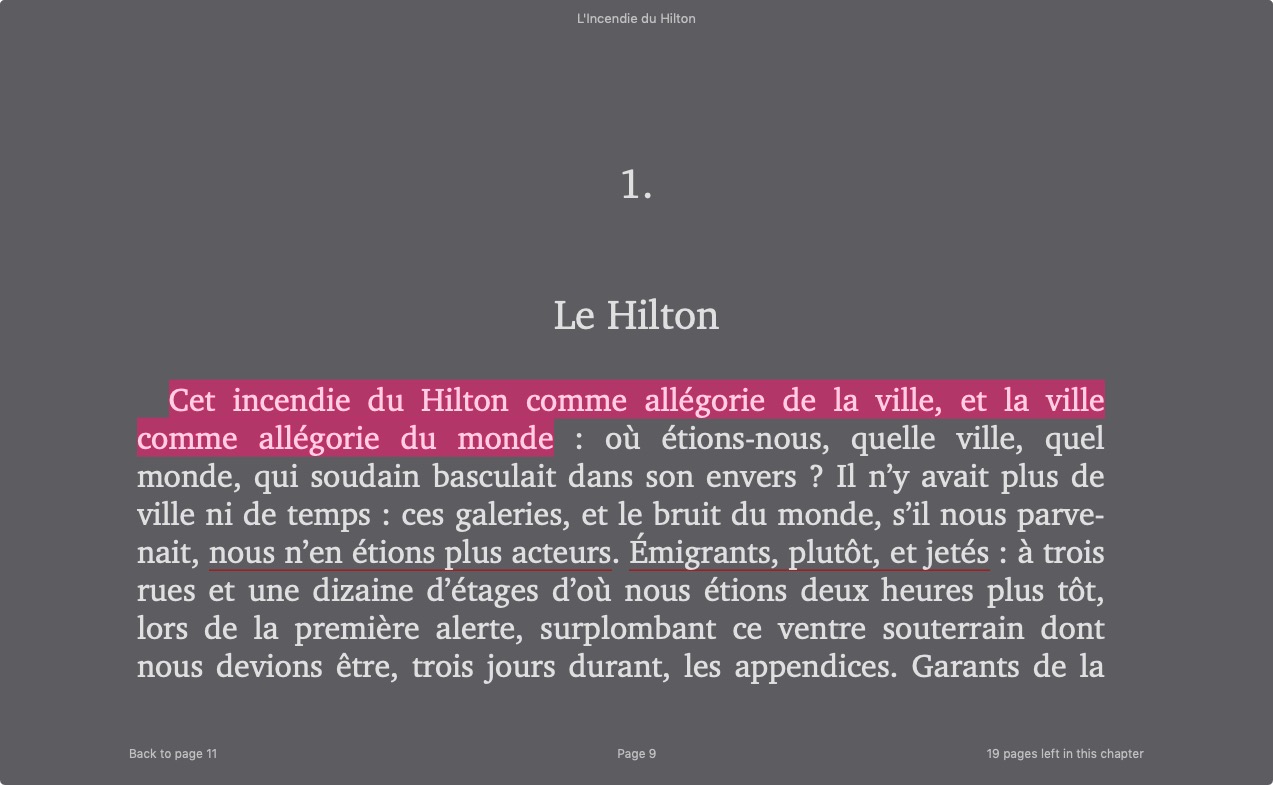 L'Incendie du Hilton
1.
Le Hilton
Cet incendie du Hilton comme allégorie de la ville, et la ville
comme allégorie du monde : où étions-nous, quelle ville, quel
monde, qui soudain basculait dans son envers ? Il n’y avait plus de
ville ni de temps : ces galeries, et le bruit du monde, s’il nous parve-
nait, nous n’en étions plus acteurs. Émigrants, plutôt, et jetés : à trois
rues et une dizaine d’étages d’où nous étions deux heures plus tôt,
lors de la première alerte, surplombant ce ventre souterrain dont
nous devions être, trois jours durant, les appendices. Garants de la
Back to page 11
Page 9
19 pages left in this chapter